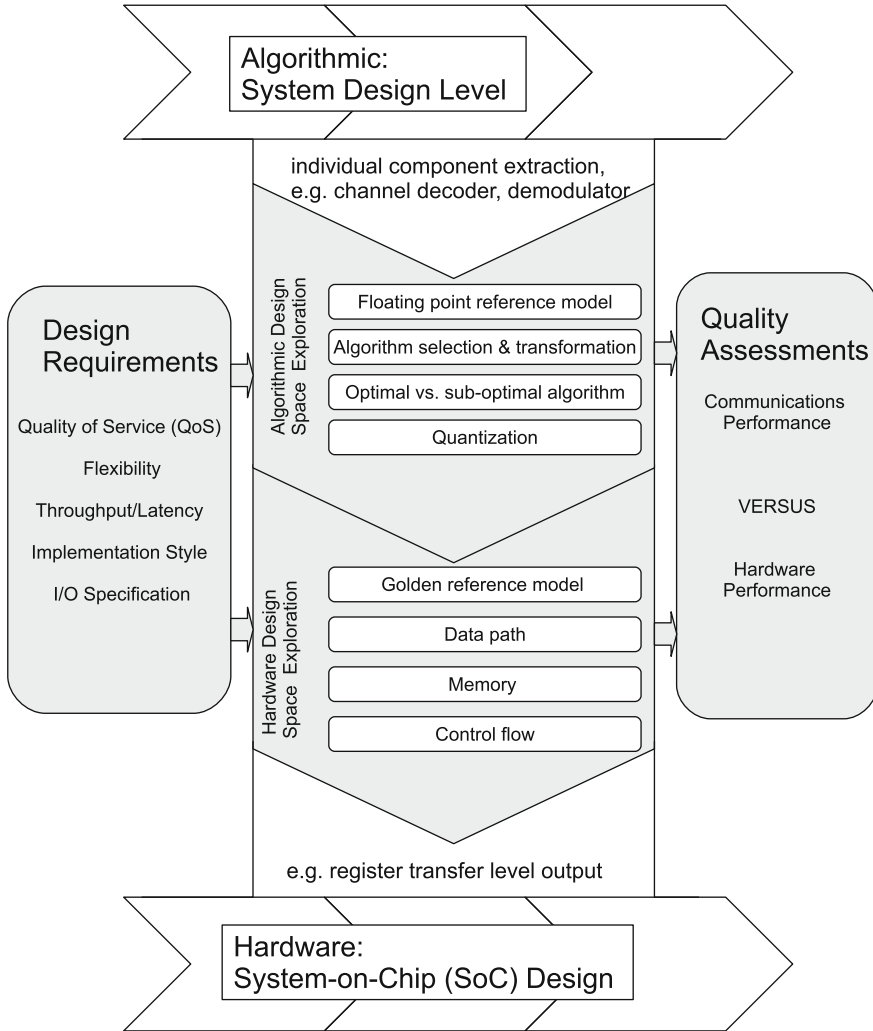 Algorithmic:
System Design Level
individual component extraction,
e.g. channel decoder, demodulator
Design
Requirements
Quality of Service (QoS)
Flexibility
Throughput/Latency
Implementation Style
I/O Specification
Algorithmic Design
Space Exploration
Floating point reference model
Algorithm selection & transformation
Optimal vs. sub-optimal algorithm
Quantization
Hardware Design
Space Exploration
Golden reference model
Data path
Memory
Control flow
Quality
Assessments
Communications
Performance
VERSUS
Hardware
Performance
e.g. register transfer level output
Hardware:
System-on-Chip (SoC) Design